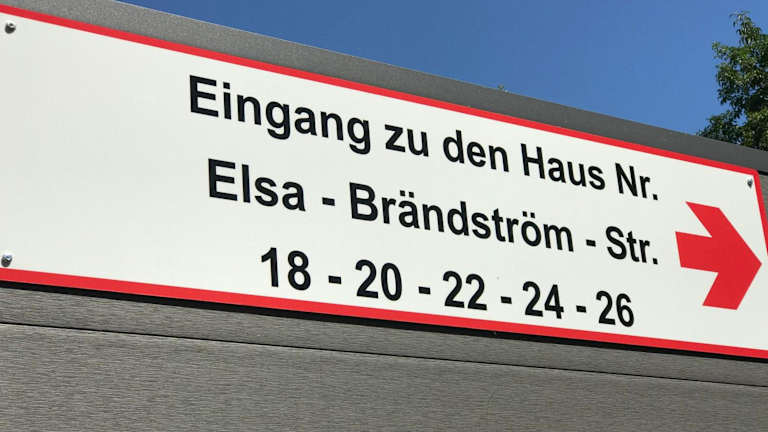 Eingang zu den Haus Nr.
Elsa - Brändström - Str.
18 - 20 - 22 - 24 - 26